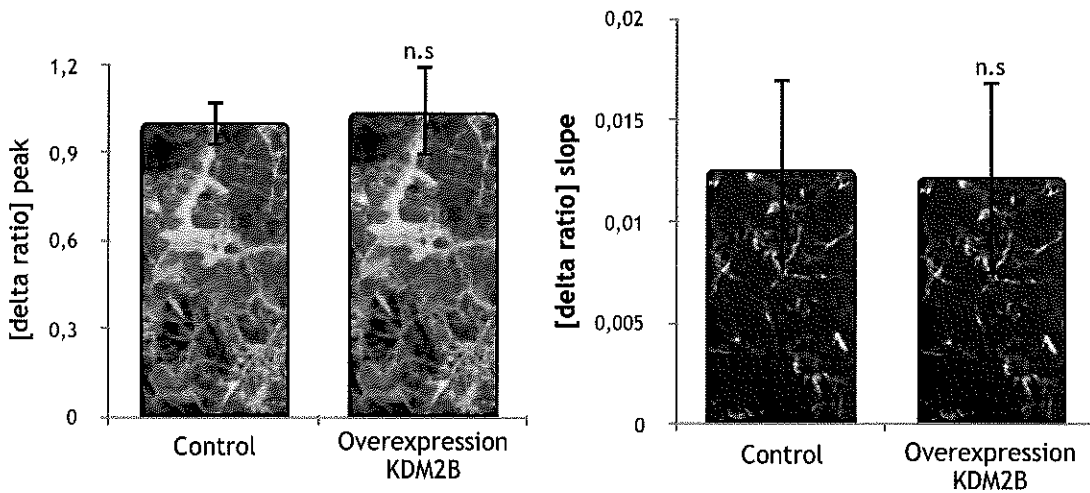 n.s
1,2
0,9
0,6
0,3
0
[delta ratio] peak
Control
Overexpression
KDM2B
0,02
n.s
0,015
0,01
0,005
0
[delta ratio] slope
Control
Overexpression
KDM2B